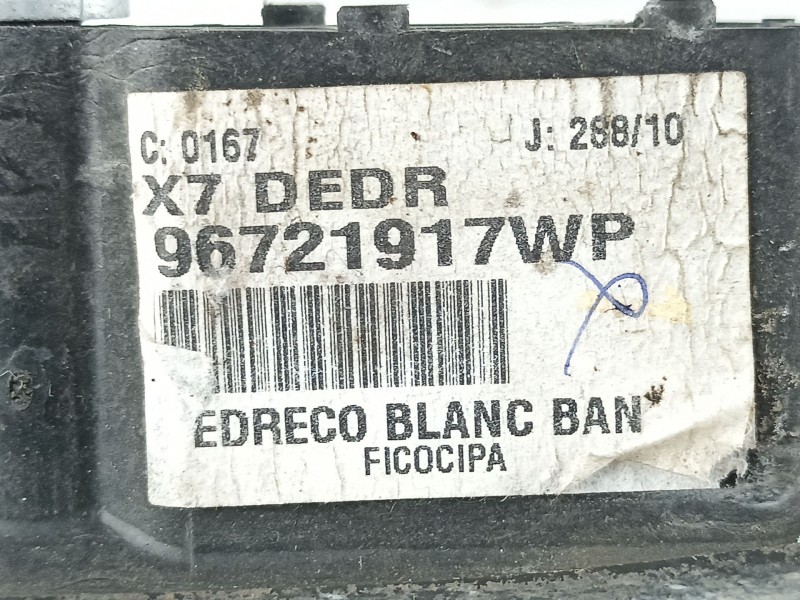 C: 0167 J: 288/10
X7 DEDR
96721917WP
EDRECO BLANC BAN
FICOCIPA